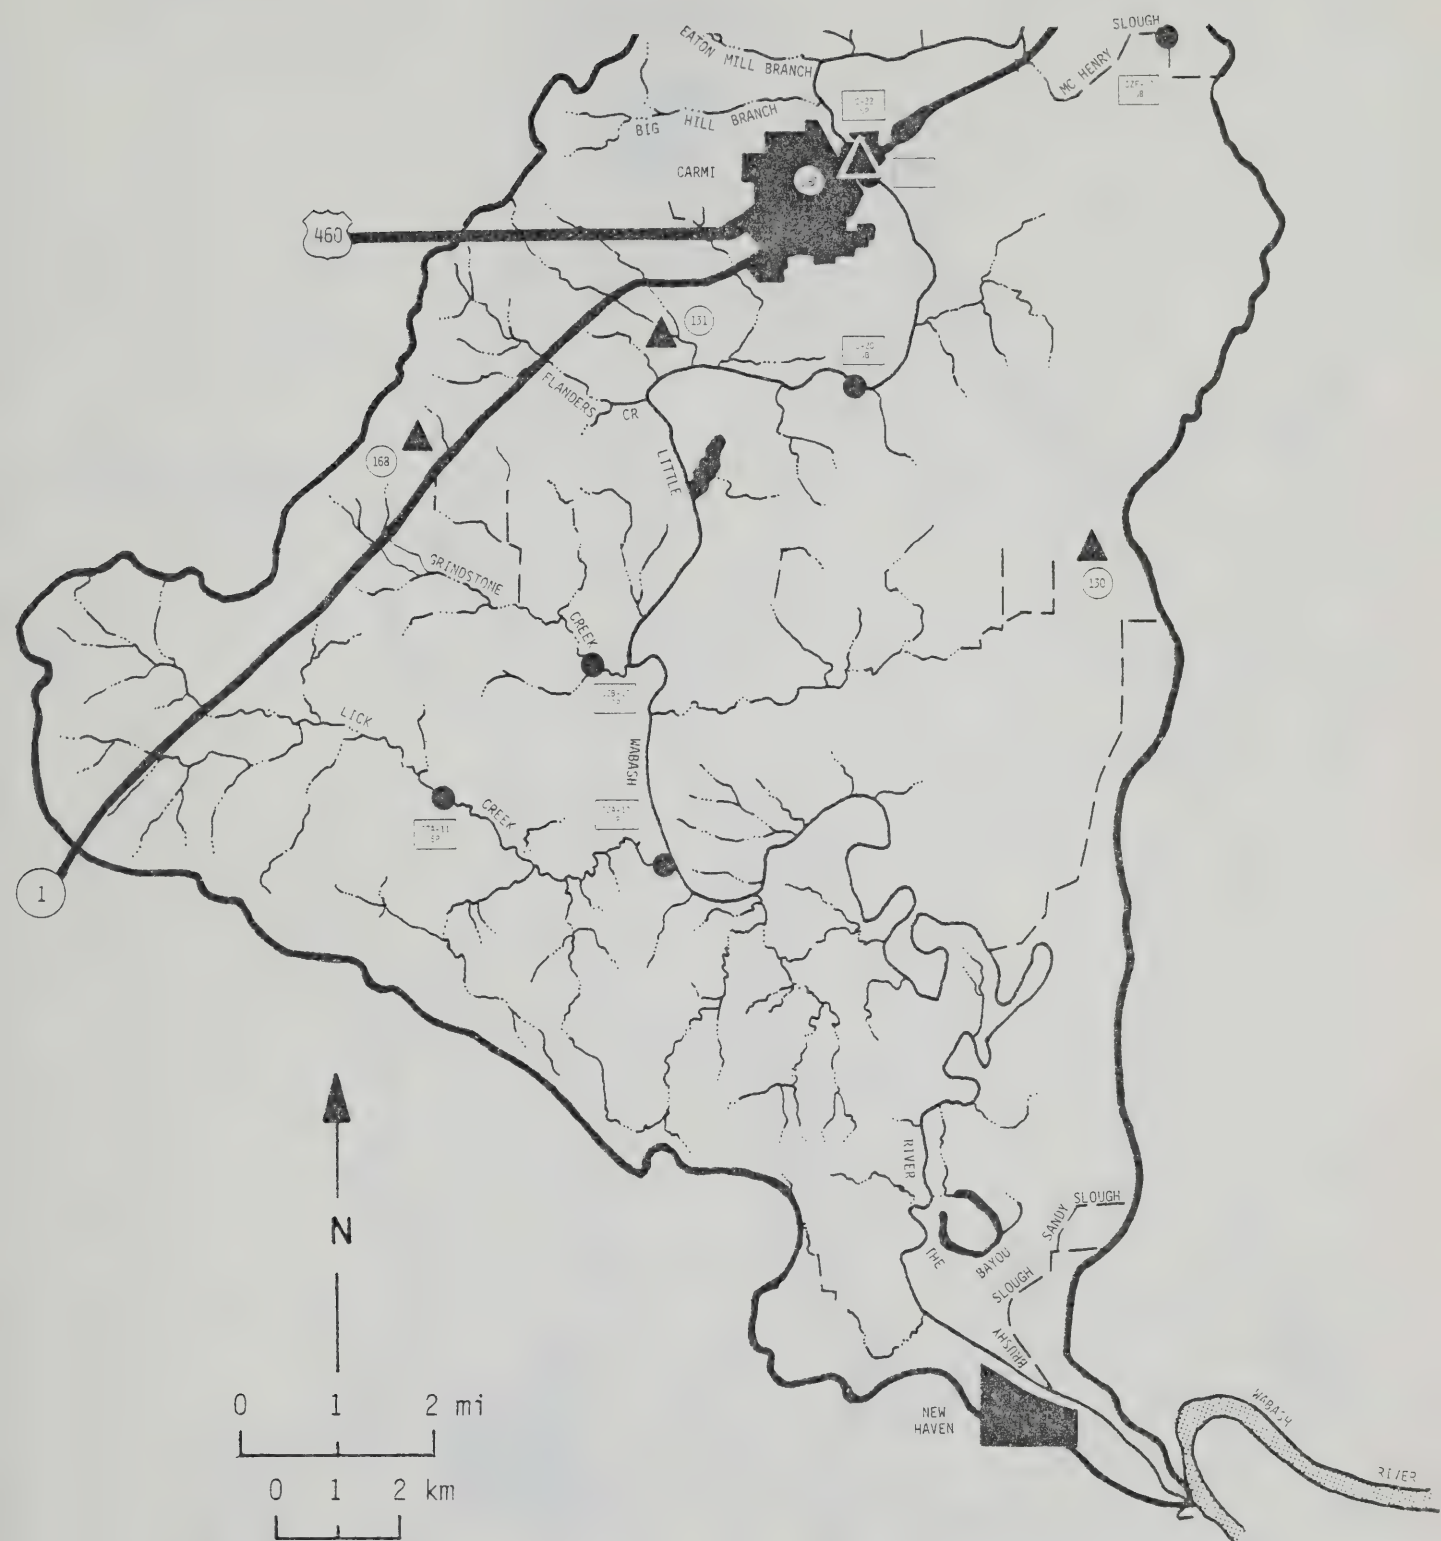 SLOUGH
MC HENRY
EATON MILL BRANCH
BIG HILL BRANCH
CARMI
460
131
FLANDERS CR
168
LITTLE
130
GRINDSTONE
CREEK
LICK
WABASH
CREEK
1
RIVER
SLOUGH
SANDY
N
THE BAYOU
SLOUGH
BRUSHY
0 1 2 mi
NEW
HAVEN
WABASH
RIVER
0 1 2 km